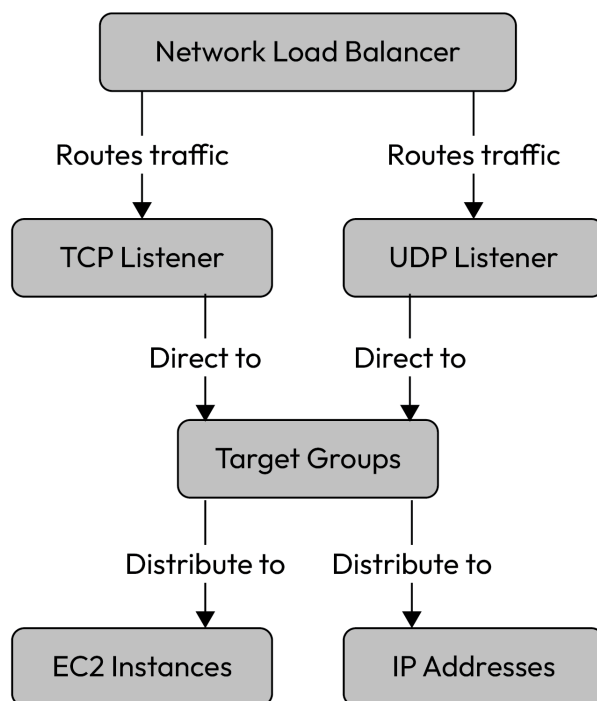 Network Load Balancer
Routes traffic
Routes traffic
TCP Listener
UDP Listener
Direct to
Direct to
Target Groups
Distribute to
Distribute to
EC2 Instances
IP Addresses